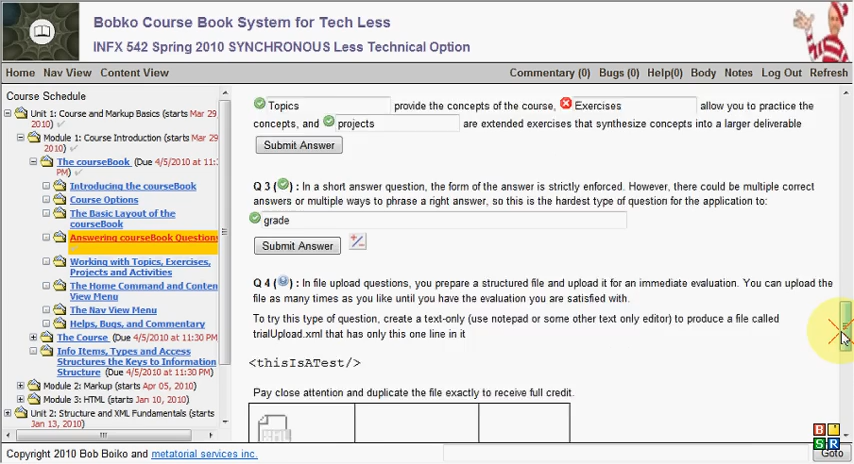 Bobko Course Book System for Tech Less
INFX 542 Spring 2010 SYNCHRONOUS Less Technical Option
Home Nav View Content View Commentary (0) Bugs (0) Help(0) Body Notes Log Out Refresh
Course Schedule
Unit 1: Course and Markup Basics (starts Mar 29, 2010)
Module 1: Course Introduction (starts Mar 29, 2010)
The courseBook (Due 4/5/2010 at 11:3
PM)
Introducing the courseBook
Course Options
The Basic Layout of the
courseBook
Answering courseBook Questions
Working with Topics, Exercises,
Projects and Activities
The Home Command and Conten
View Menu
The Nav View Menu
Helps, Bugs, and Commentary
The Course (Due 4/5/2010 at 11:30 PM
Info Items, Types and Access
Structures the Keys to Information
Structure (Due 4/5/2010 at 11:30 PM)
Module 2: Markup (starts Apr 05, 2010)
Module 3: HTML (starts Jan 10, 2010)
Unit 2: Structure and XML Fundamentals (starts
Jan 13, 2010)
Topics provide the concepts of the course, Exercises allow you to practice the
concepts, and projects are extended exercises that synthesize concepts into a larger deliverable
Submit Answer
Q 3 ( ) : In a short answer question, the form of the answer is strictly enforced. However, there could be multiple correct
answers or multiple ways to phrase a right answer, so this is the hardest type of question for the application to:
grade
Submit Answer
Q 4 ( ) : In file upload questions, you prepare a structured file and upload it for an immediate evaluation. You can upload the
file as many times as you like until you have the evaluation you are satisfied with.
To try this type of question, create a text-only (use notepad or some other text only editor) to produce a file called
trialUpload.xml that has only this one line in it
<thisIsATest/>
Pay close attention and duplicate the file exactly to receive full credit.
Copyright 2010 Bob Boiko and metatorial services inc.
Goto
B
S R